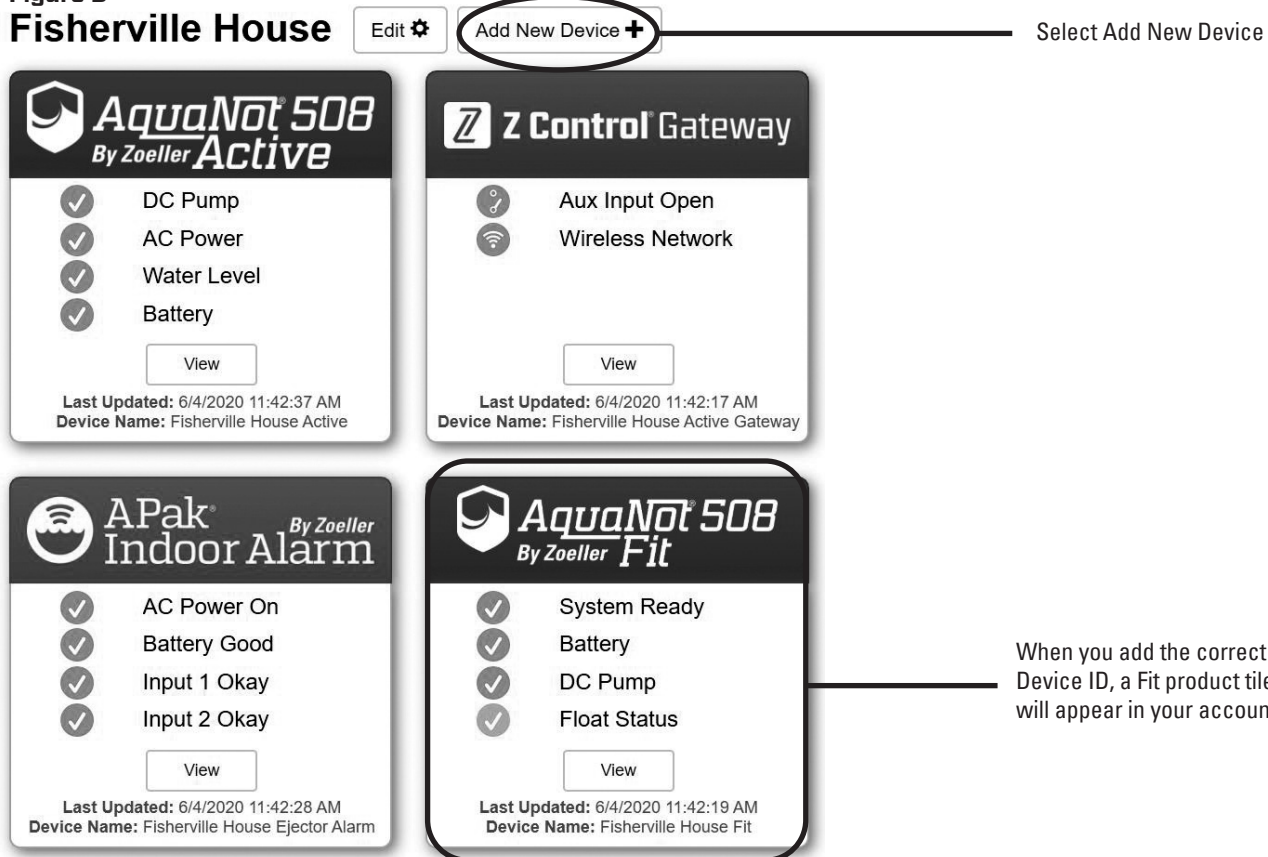 Fisherville House
Edit
Add New Device
Select Add New Device
AquaNot® 508
By Zoeller Active
DC Pump
AC Power
Water Level
Battery
View
Last Updated: 6/4/2020 11:42:37 AM
Device Name: Fisherville House Active
Z Control® Gateway
Aux Input Open
Wireless Network
View
Last Updated: 6/4/2020 11:42:17 AM
Device Name: Fisherville House Active Gateway
APak®
By Zoeller
Indoor Alarm
AC Power On
Battery Good
Input 1 Okay
Input 2 Okay
View
Last Updated: 6/4/2020 11:42:28 AM
Device Name: Fisherville House Ejector Alarm
AquaNot® 508
By Zoeller Fit
System Ready
Battery
DC Pump
Float Status
View
Last Updated: 6/4/2020 11:42:19 AM
Device Name: Fisherville House Fit
When you add the correct
Device ID, a Fit product tile
will appear in your accoun